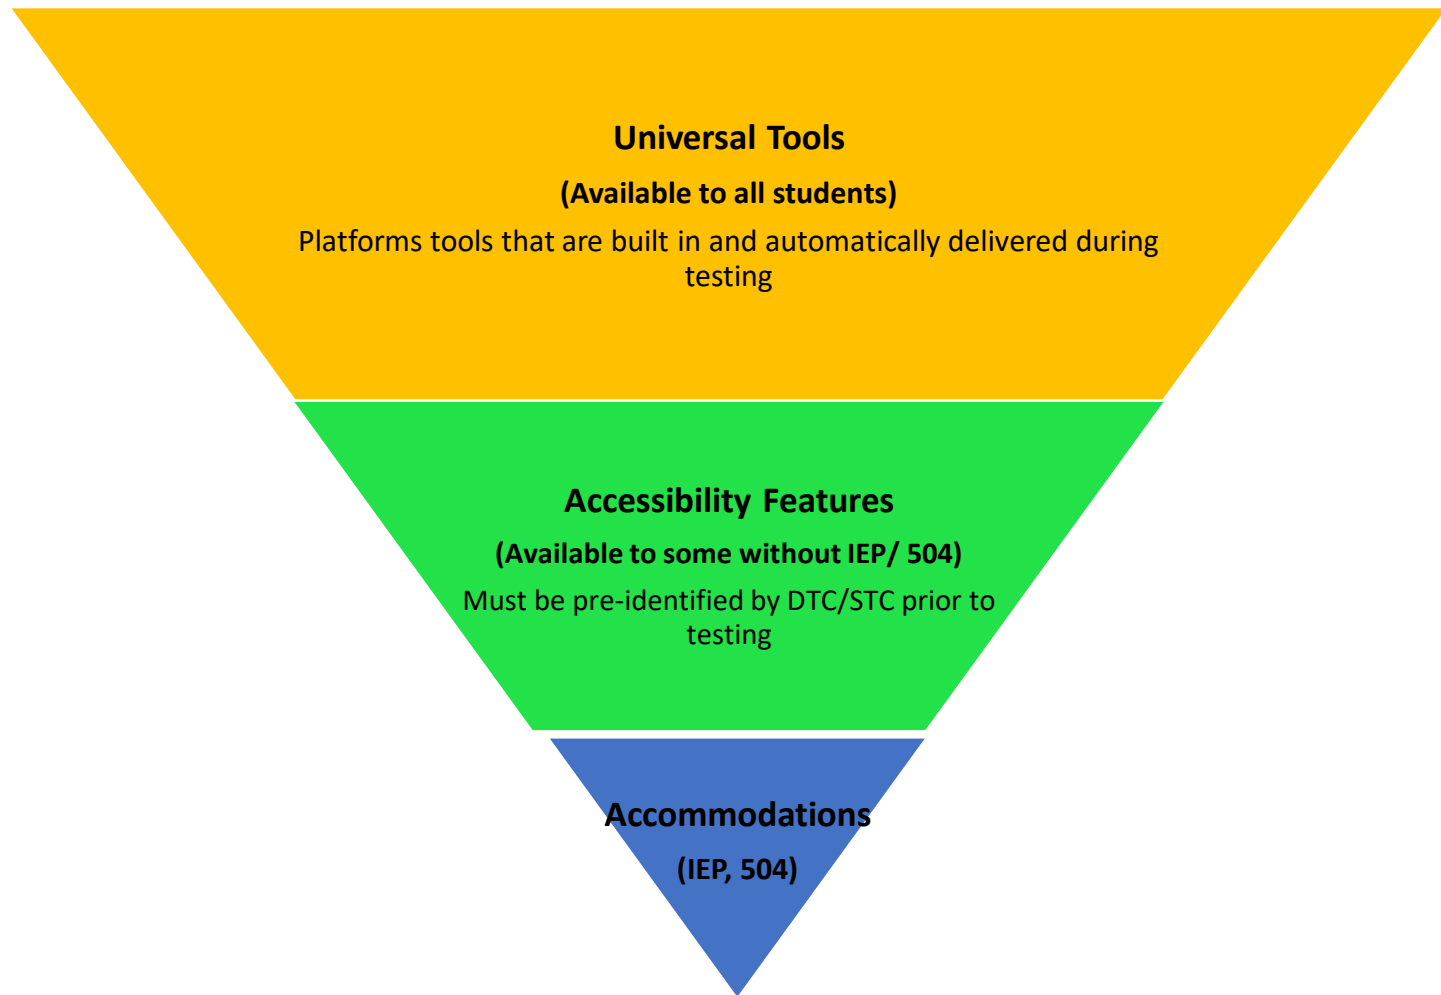 Universal Tools
(Available to all students)
Platforms tools that are built in and automatically delivered during
testing
Accessibility Features
(Available to some without IEP/ 504)
Must be pre-identified by DTC/STC prior to
testing
Accommodations
(IEP, 504)